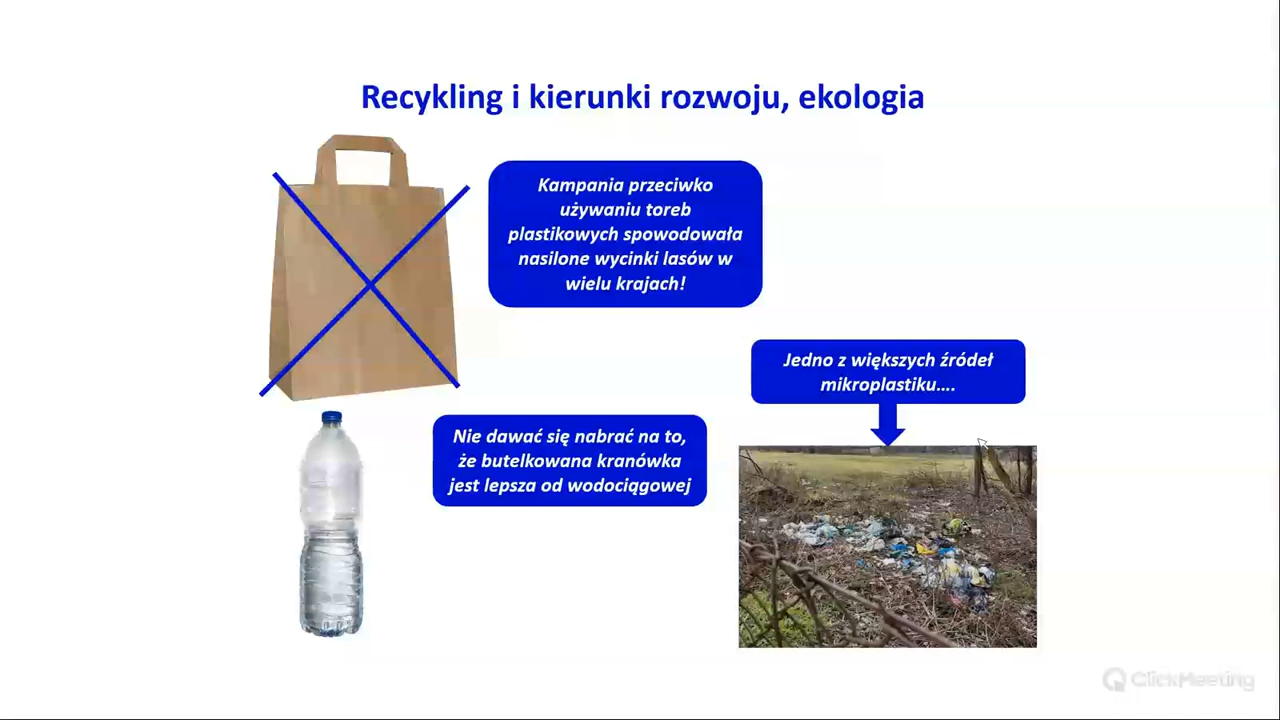 Recykling i kierunki rozwoju, ekologia
Kampania przeciwko
używaniu toreb
plastikowych spowodowała
nasilone wycinki lasów w
wielu krajach!
Jedno z większych źródeł
mikroplastiku....
Nie dawać się nabrać na to,
że butelkowana kranówka
jest lepsza od wodociągowej
ClickMeeting